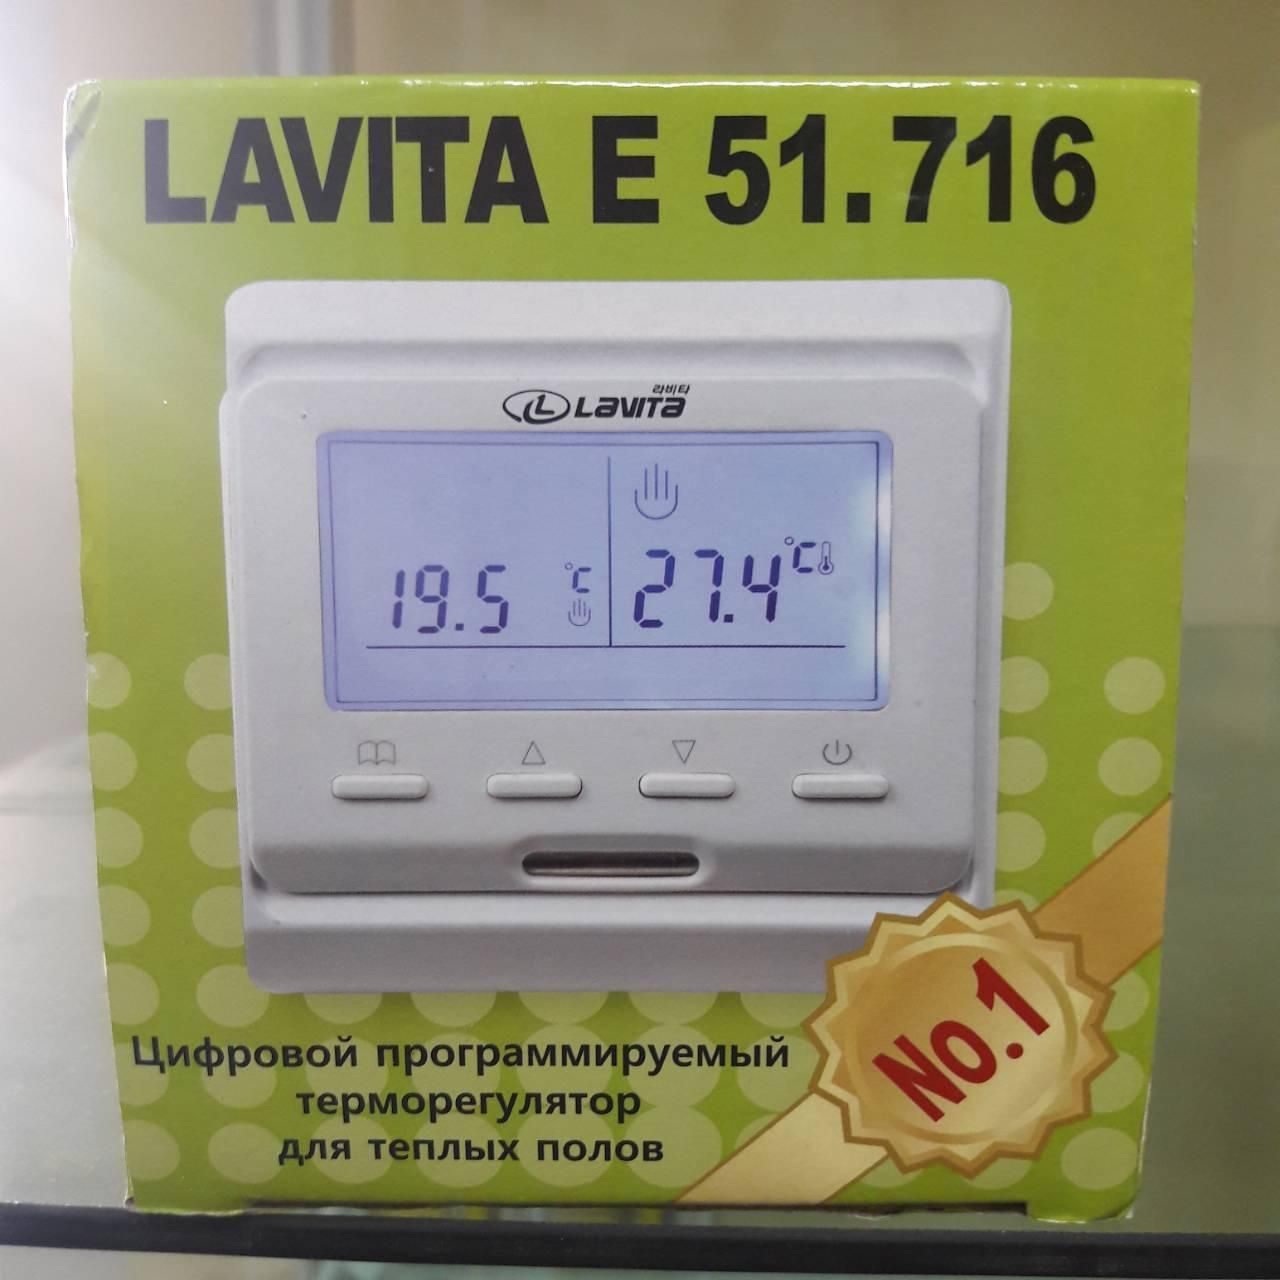 LAVITA E 51.716
라비타
LAVITA
19.5 °C
27.4 °C
Цифровой программируемый
терморегулятор
для теплых полов
No.1